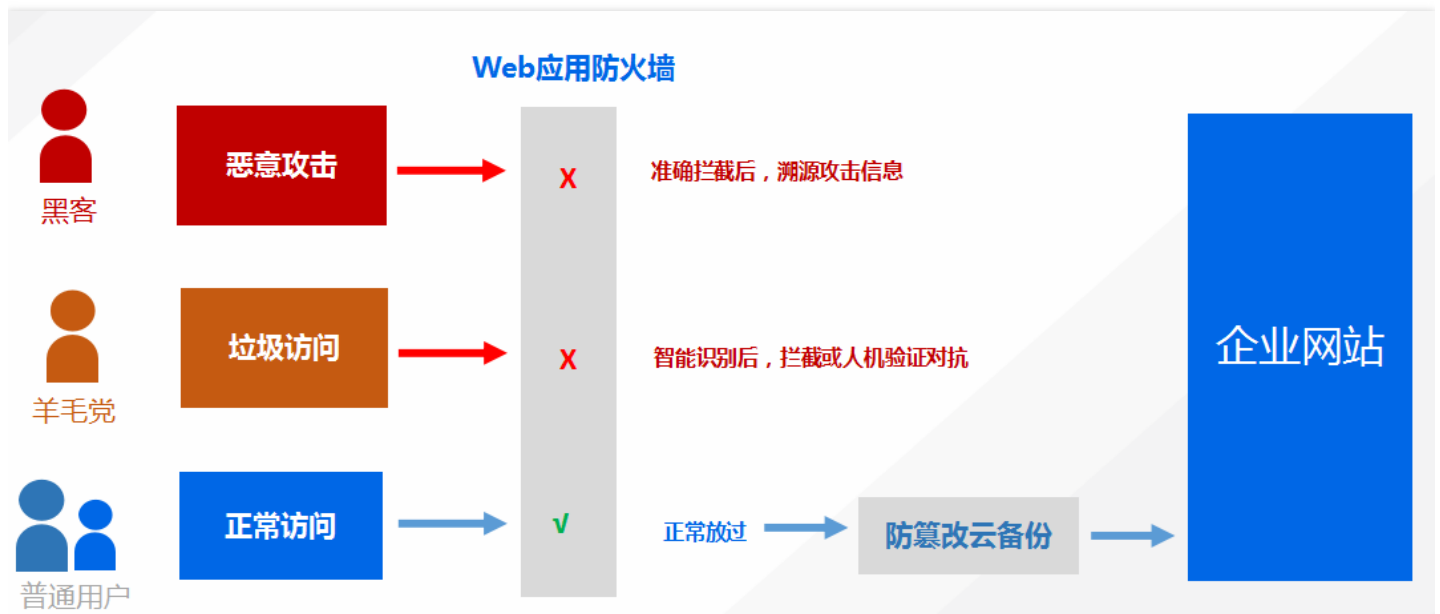 Web应用防火墙
黑客
恶意攻击
X
准确拦截后，溯源攻击信息
羊毛党
垃圾访问
X
智能识别后，拦截或人机验证对抗
企业网站
普通用户
正常访问
√
正常放过
防篡改云备份